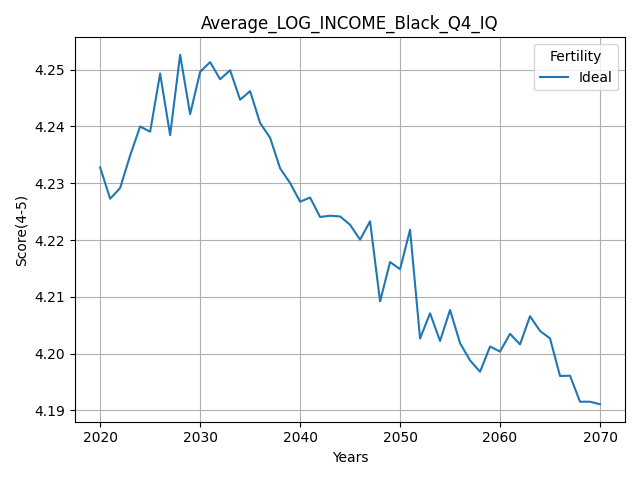 Average_LOG_INCOME_Black_Q4_IQ
Fertility
Ideal
Score(4-5)
4.25
4.24
4.23
4.22
4.21
4.20
4.19
2020 2030 2040 2050 2060 2070
Years